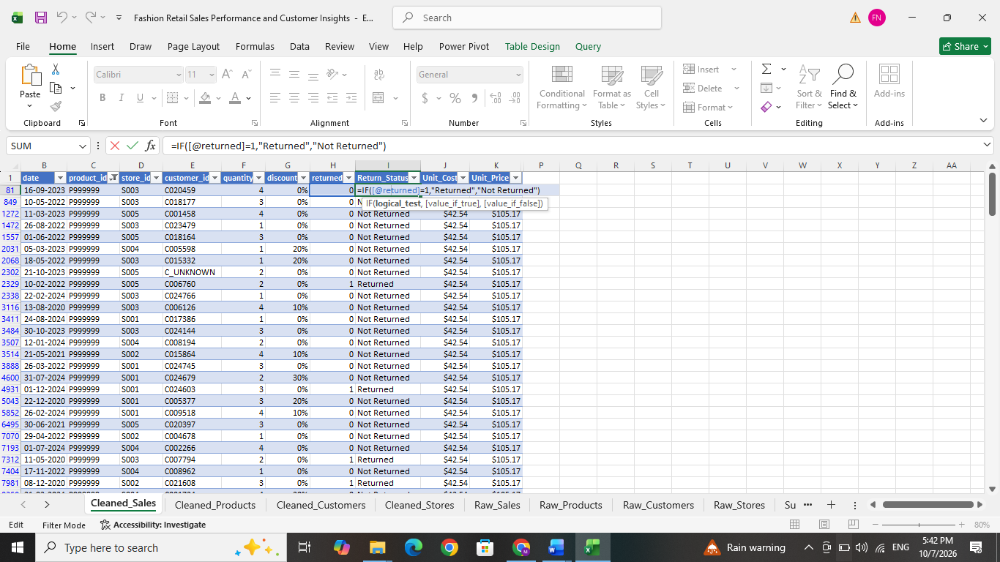 Fashion Retail Sales Performance and Customer Insights - E...
Search
FN
File Home Insert Draw Page Layout Formulas Data Review View Help Power Pivot Table Design Query
Share
Paste
Calibri 11
B I U A
ab
General
$ % 9
Conditional Formatting
Format as Table
Cell Styles
Insert
Delete
Format
Sort & Filter
Find & Select
Add-ins
Clipboard Font Alignment Number Styles Cells Editing Add-ins
SUM
fx
=IF([@returned]=1,"Returned","Not Returned")
B C D E F G H I J K P Q R S T U V W X Y Z AA
1 date product_id store_id customer_id quantity discount returned Return_Status Unit_Cost Unit_Price
81 16-09-2023 P999999 S003 C020459 4 0% 0 =IF([@returned]=1,"Returned","Not Returned")
849 10-05-2022 P999999 S003 C018177 3 0% 0 N
IF(logical_test, [value_if_true], [value_if_false])
1272 11-03-2023 P999999 S005 C001458 4 0% 0 Not Returned $42.54 $105.17
1472 26-08-2022 P999999 S003 C023479 1 0% 0 Not Returned $42.54 $105.17
1557 01-06-2022 P999999 S005 C018164 3 0% 0 Not Returned $42.54 $105.17
2031 05-03-2023 P999999 S004 C005598 1 20% 0 Not Returned $42.54 $105.17
2068 18-05-2022 P999999 S003 C015332 1 20% 0 Not Returned $42.54 $105.17
2302 21-10-2023 P999999 S005 C_UNKNOWN 2 0% 0 Not Returned $42.54 $105.17
2329 10-02-2022 P999999 S005 C006760 2 0% 1 Returned $42.54 $105.17
2338 22-02-2024 P999999 S003 C024766 1 0% 0 Not Returned $42.54 $105.17
3116 13-08-2020 P999999 S003 C006126 4 10% 0 Not Returned $42.54 $105.17
3411 24-08-2024 P999999 S001 C017386 1 0% 0 Not Returned $42.54 $105.17
3484 30-10-2023 P999999 S003 C024144 3 0% 0 Not Returned $42.54 $105.17
3507 12-01-2024 P999999 S004 C008194 2 0% 0 Not Returned $42.54 $105.17
3514 21-05-2021 P999999 S002 C015864 4 10% 0 Not Returned $42.54 $105.17
3888 26-03-2022 P999999 S001 C024745 3 0% 0 Not Returned $42.54 $105.17
4600 31-07-2024 P999999 S001 C024679 2 30% 0 Not Returned $42.54 $105.17
4931 01-12-2024 P999999 S001 C024603 3 0% 1 Returned $42.54 $105.17
5043 22-12-2020 P999999 S001 C005377 3 20% 0 Not Returned $42.54 $105.17
5852 26-02-2024 P999999 S001 C009518 4 10% 0 Not Returned $42.54 $105.17
6495 30-06-2021 P999999 S005 C020397 3 0% 0 Not Returned $42.54 $105.17
7070 29-04-2022 P999999 S002 C004678 1 0% 0 Not Returned $42.54 $105.17
7193 01-07-2024 P999999 S004 C002266 4 0% 0 Not Returned $42.54 $105.17
7312 11-05-2020 P999999 S003 C007794 2 0% 1 Returned $42.54 $105.17
7404 17-11-2022 P999999 S004 C008962 1 0% 0 Not Returned $42.54 $105.17
7981 08-12-2020 P999999 S002 C021608 3 0% 1 Returned $42.54 $105.17
Cleaned_Sales Cleaned_Products Cleaned_Customers Cleaned_Stores Raw_Sales Raw_Products Raw_Customers Raw_Stores Su ...
Edit Filter Mode Accessibility: Investigate 80%
Type here to search
Rain warning
ENG
5:42 PM
10/7/2026